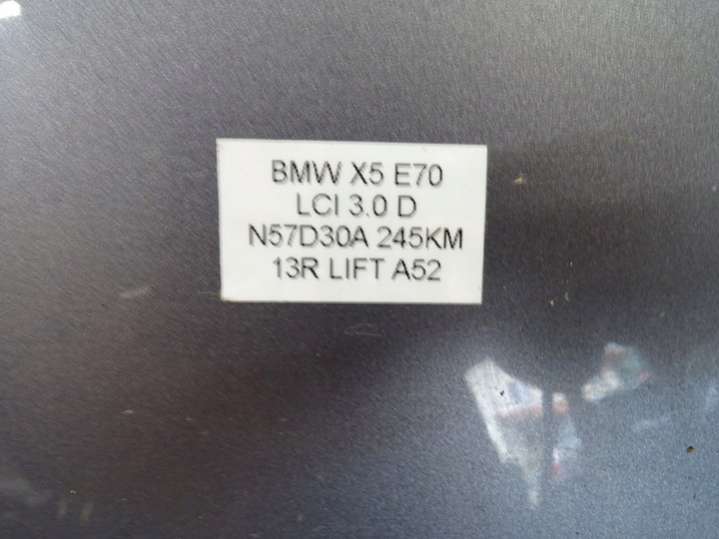 BMW X5 E70
LCI 3.0 D
N57D30A 245KM
13R LIFT A52